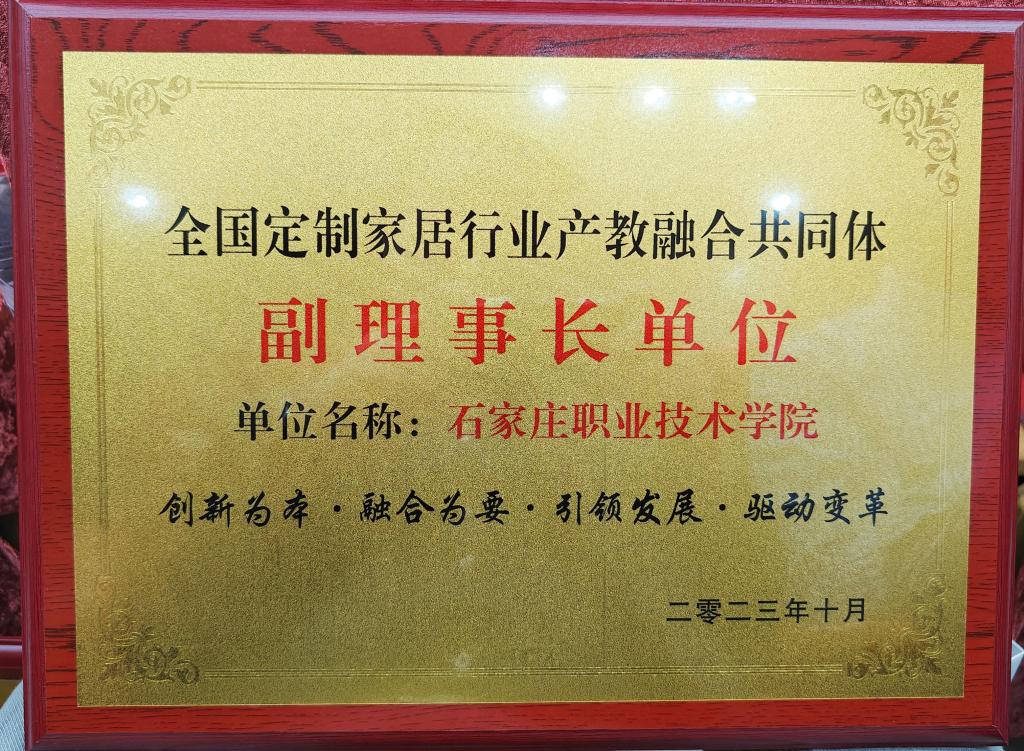 全国定制家居行业产教融合共同体
副理事长单位
单位名称：石家庄职业技术学院
创新为本·融合为要·引领发展·驱动变革
二零二三年十月